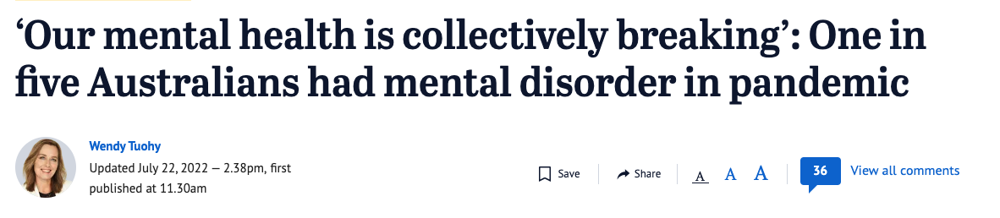 ‘Our mental health is collectively breaking’: One in
five Australians had mental disorder in pandemic
Wendy Tuohy
Updated July 22, 2022 — 2.38pm, first
published at 11.30am
Save
Share
A A A
36
View all comments